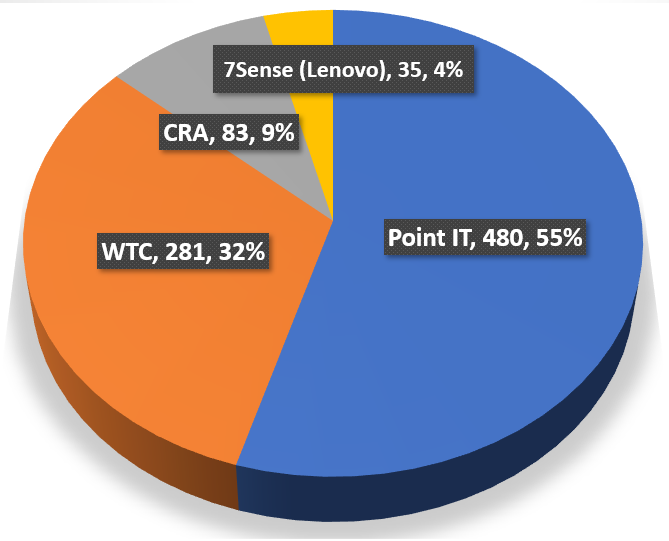 7Sense (Lenovo), 35, 4%
CRA, 83, 9%
Point IT, 480, 55%
WTC, 281, 32%